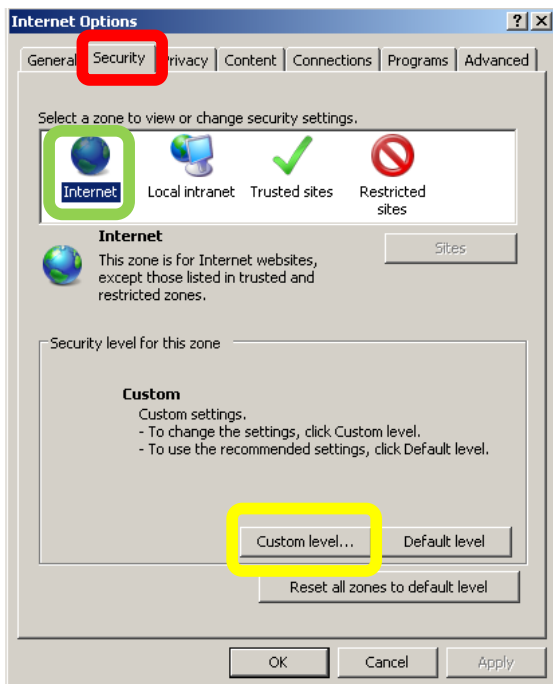 Internet Options
General Security Privacy Content Connections Programs Advanced
Select a zone to view or change security settings.
Internet Local intranet Trusted sites Restricted sites
Internet
Sites
This zone is for Internet websites,
except those listed in trusted and
restricted zones.
Security level for this zone
Custom
Custom settings.
- To change the settings, click Custom level.
- To use the recommended settings, click Default level.
Custom level... Default level
Reset all zones to default level
OK Cancel Apply